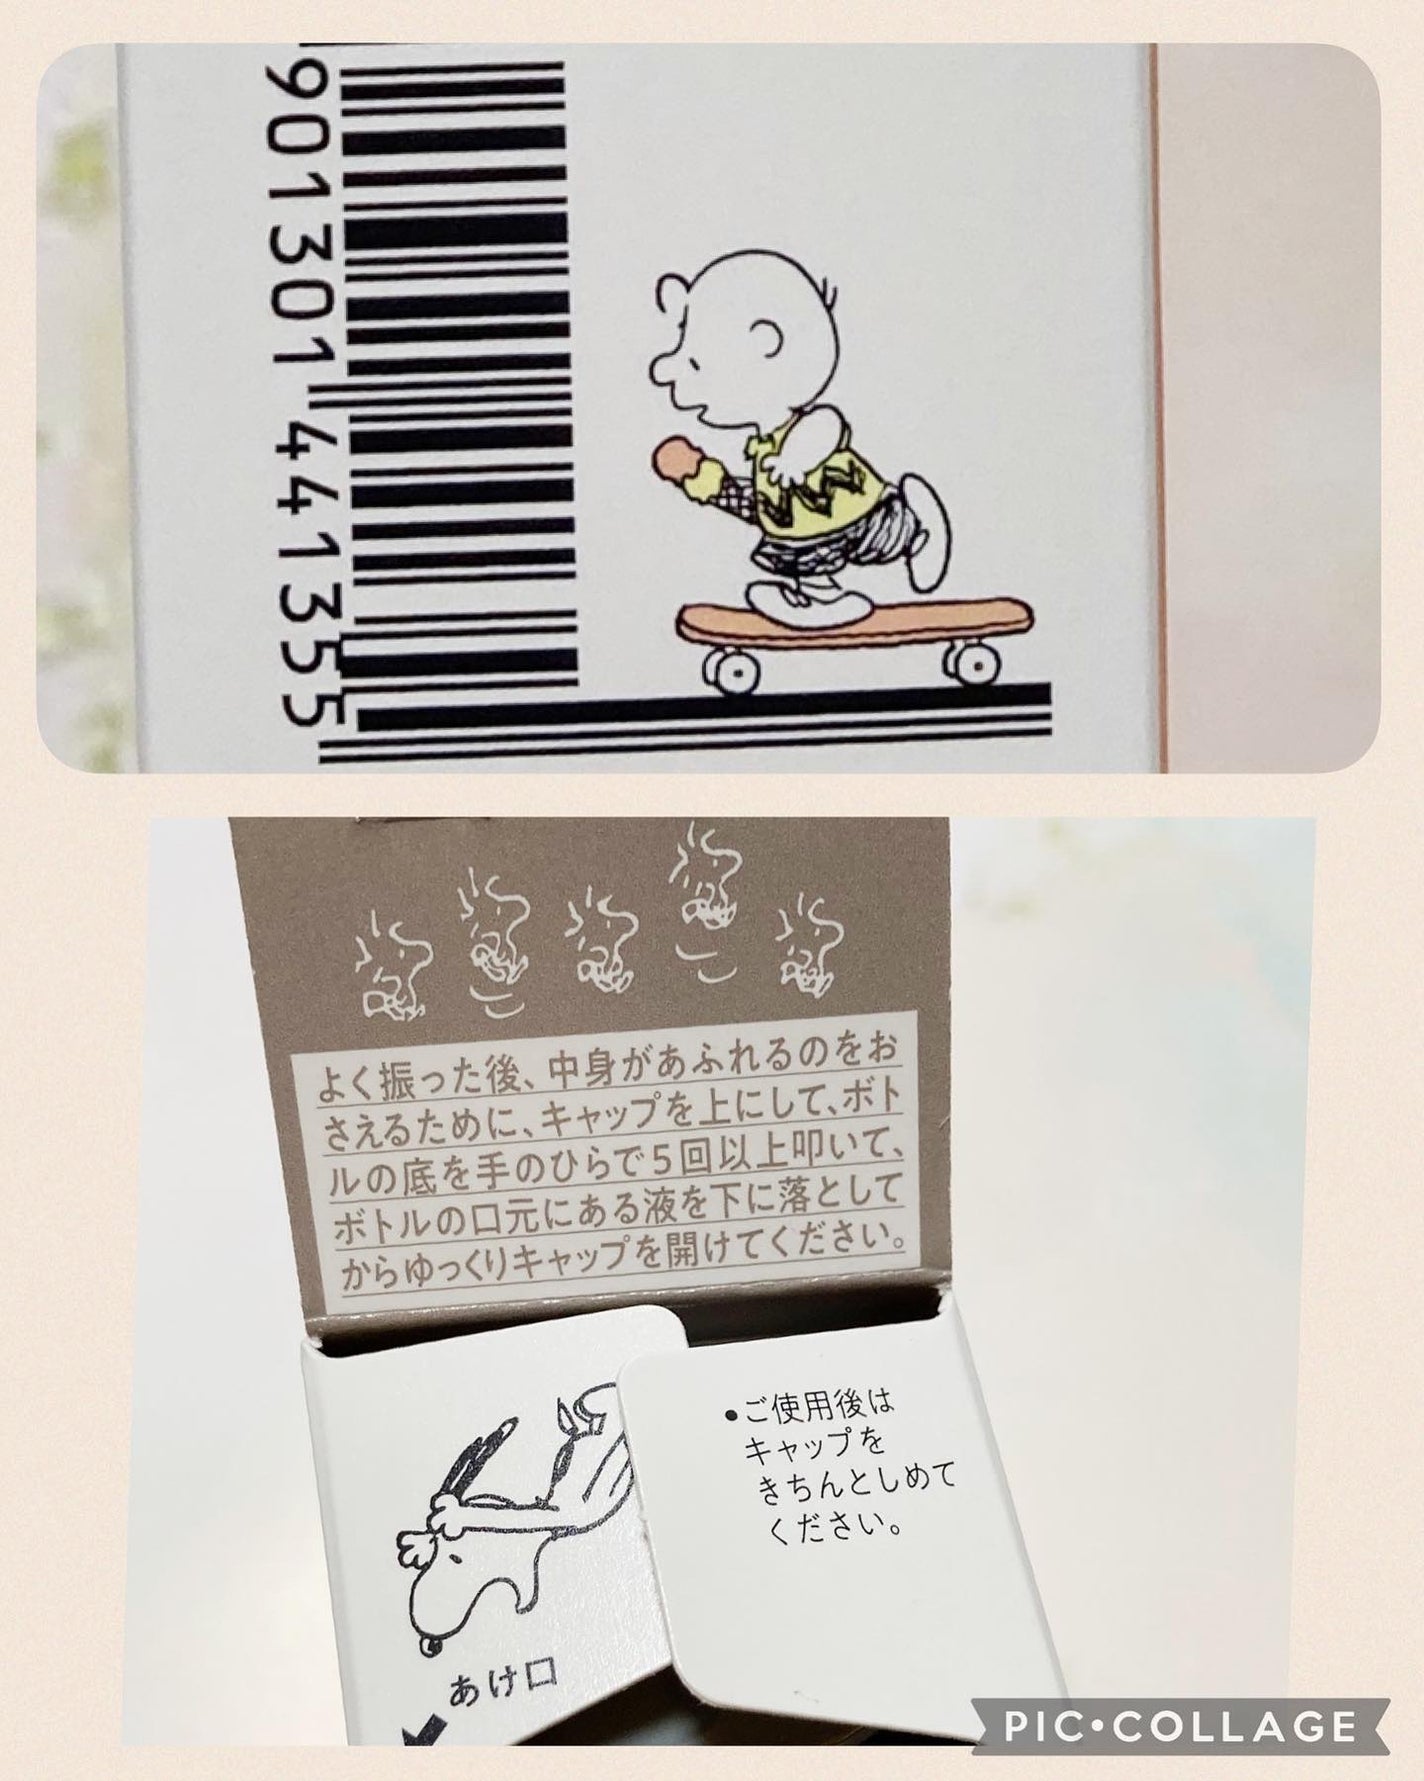 901301 441355
よく振った後、中身があふれるのをお
さえるために、キャップを上にして、ボト
ルの底を手のひらで5回以上叩いて、
ボトルの口元にある液を下に落として
からゆっくりキャップを開けてください。
●ご使用後は
キャップを
きちんとしめて
ください。
あけ口
PIC•COLLAGE